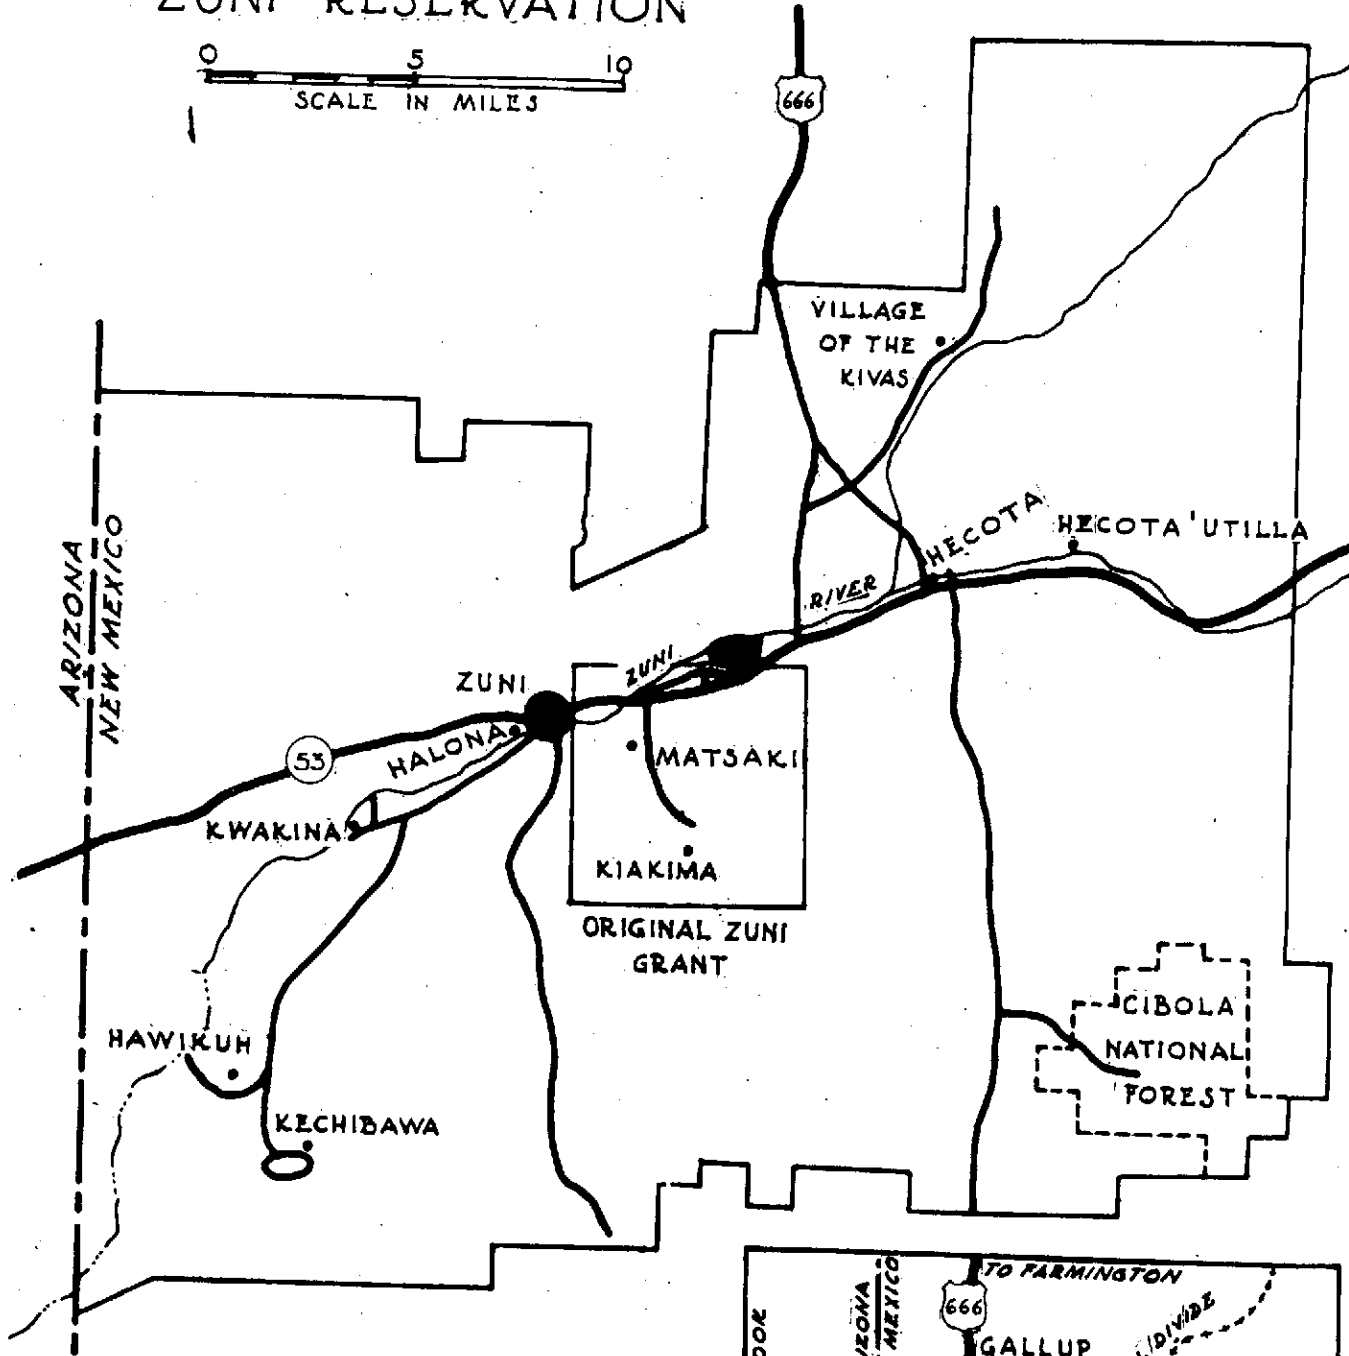 ZUNI RESERVATION
0 5 10
SCALE IN MILES
666
VILLAGE
OF THE
KIVAS
ARIZONA
NEW MEXICO
HECOTA
HECOTA'UTILLA
ZUNI RIVER
ZUNI
53
HALONA
MATSAKI
KWAKINA
KIAKIMA
ORIGINAL ZUNI
GRANT
CIBOLA
NATIONAL
FOREST
HAWIKUH
KECHIBAWA
TO FARMINGTON
MEXICO
666
DIVIDE
GALLUP